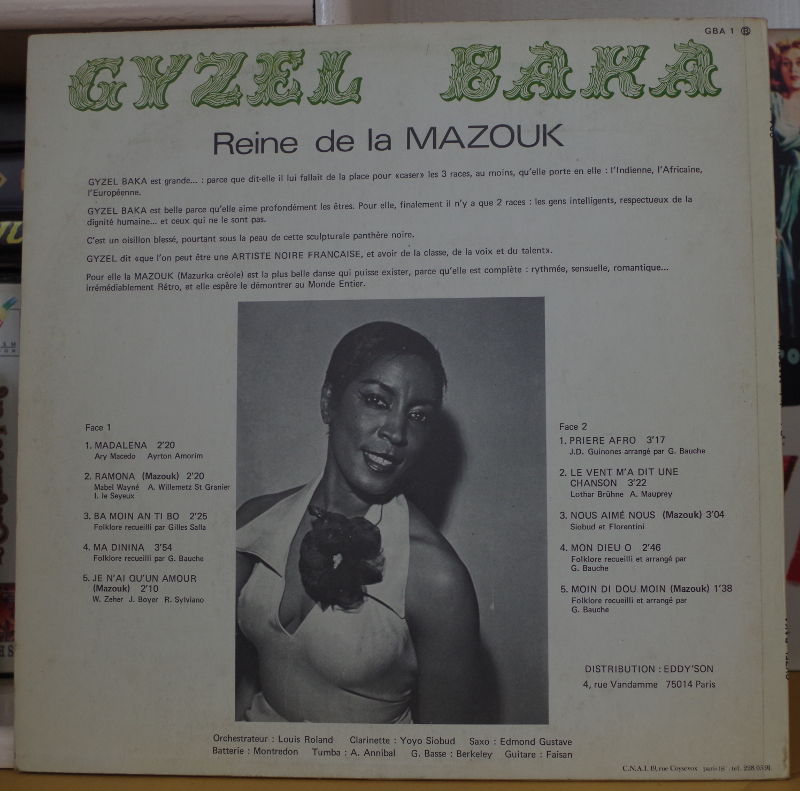 GBA 1 B
GYZEL BAKA
Reine de la MAZOUK
GYZEL BAKA est grande... : parce que dit-elle il lui fallait de la place pour «caser» les 3 races, au moins, qu'elle porte en elle : l'Indienne, l'Africaine,
l'Européenne.
GYZEL BAKA est belle parce qu'elle aime profondément les êtres. Pour elle, finalement il n'y a que 2 races : les gens intelligents, respectueux de la
dignité humaine... et ceux qui ne le sont pas.
C'est un oisillon blessé, pourtant sous la peau de cette sculpturale panthère noire.
GYZEL dit «que l'on peut être une ARTISTE NOIRE FRANCAISE, et avoir de la classe, de la voix et du talent».
Pour elle la MAZOUK (Mazurka créole) est la plus belle danse qui puisse exister, parce qu'elle est complète : rythmée, sensuelle, romantique...
irrémédiablement Rétro, et elle espère le démontrer au Monde Entier.
Face 1
1. MADALENA 2'20
Ary Macedo Ayrton Amorim
2. RAMONA (Mazouk) 2'20
Mabel Wayné A. Willemetz St Granier
I. le Seyeux
3. BA MOIN AN TI BO 2'25
Folklore recueilli par Gilles Salla
4. MA DININA 3'54
Folklore recueilli par G. Bauche
5. JE N'AI QU'UN AMOUR
(Mazouk) 2'10
W. Zeher J. Boyer R. Sylviano
Face 2
1. PRIERE AFRO 3'17
J.D. Guinones arrangé par G. Bauche
2. LE VENT M'A DIT UNE
CHANSON 3'22
Lothar Brühne A. Mauprey
3. NOUS AIMÉ NOUS (Mazouk) 3'04
Siobud et Florentini
4. MON DIEU O 2'46
Folklore recueilli et arrangé par
G. Bauche
5. MOIN DI DOU MOIN (Mazouk) 1'38
Folklore recueilli et arrangé par
G. Bauche
DISTRIBUTION : EDDY'SON
4, rue Vandamme 75014 Paris
Orchestrateur : Louis Roland Clarinette : Yoyo Siobud Saxo : Edmond Gustave
Batterie : Montredon Tumba : A. Annibal G. Basse : Berkeley Guitare : Faisan
C.N.A.I. 19, rue Coysevox paris 18e tel. 228.05.91